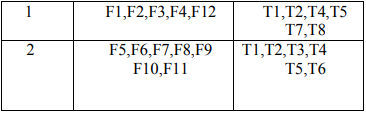 1 F1,F2,F3,F4,F12 T1,T2,T4,T5
T7,T8
2 F5,F6,F7,F8,F9 T1,T2,T3,T4
F10,F11 T5,T6